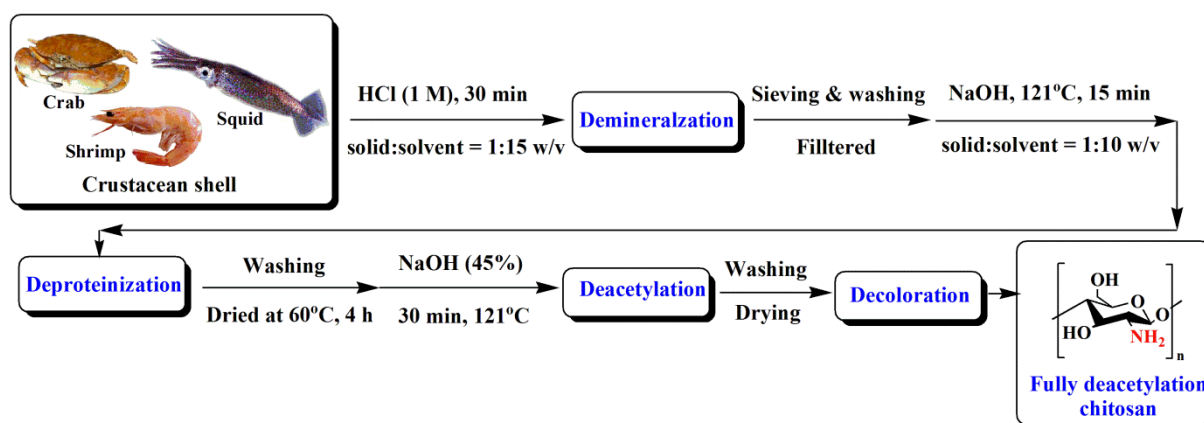 Crab
Squid
Shrimp
Crustacean shell
HCl (1 M), 30 min
solid:solvent = 1:15 w/v
Demineralzation
Sieving & washing
Filltered
NaOH, 121°C, 15 min
solid:solvent = 1:10 w/v
Deproteinization
Washing
Dried at 60°C, 4 h
NaOH (45%)
30 min, 121°C
Deacetylation
Washing
Drying
Decoloration
OH
O
O
HO
NH2
n
Fully deacetylation
chitosan